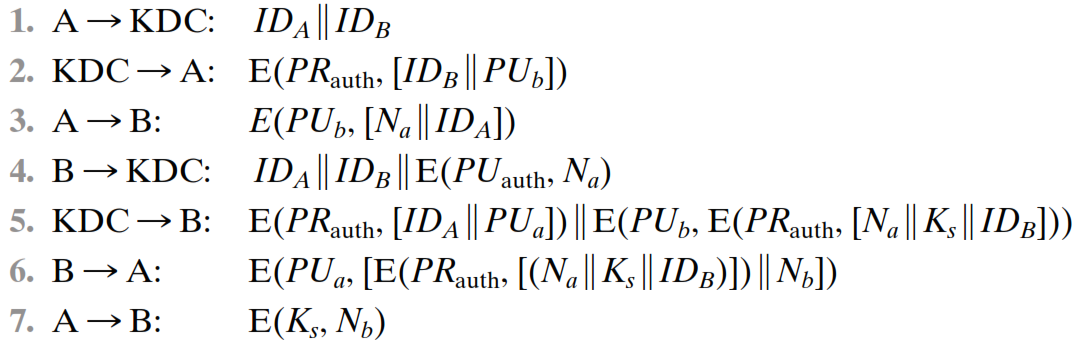 1. A → KDC: ID_A || ID_B
2. KDC → A: E(PR_auth, [ID_B || PU_b])
3. A → B: E(PU_b, [N_a || ID_A])
4. B → KDC: ID_A || ID_B || E(PU_auth, N_a)
5. KDC → B: E(PR_auth, [ID_A || PU_a]) || E(PU_b, E(PR_auth, [N_a || K_s || ID_B]))
6. B → A: E(PU_a, [E(PR_auth, [(N_a || K_s || ID_B)]) || N_b])
7. A → B: E(K_s, N_b)